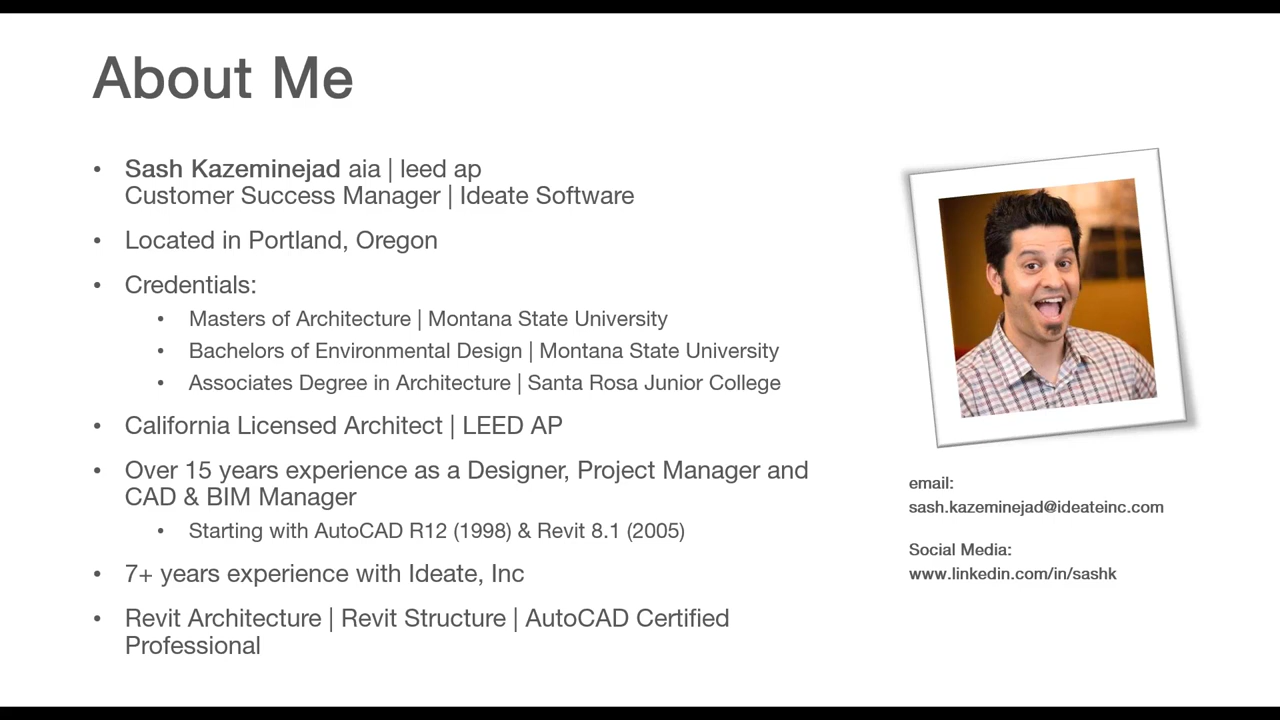 About Me
• Sash Kazeminejad aia | leed ap
Customer Success Manager | Ideate Software
• Located in Portland, Oregon
• Credentials:
• Masters of Architecture | Montana State University
• Bachelors of Environmental Design | Montana State University
• Associates Degree in Architecture | Santa Rosa Junior College
• California Licensed Architect | LEED AP
• Over 15 years experience as a Designer, Project Manager and
CAD & BIM Manager
• Starting with AutoCAD R12 (1998) & Revit 8.1 (2005)
• 7+ years experience with Ideate, Inc
• Revit Architecture | Revit Structure | AutoCAD Certified
Professional
email:
sash.kazeminejad@ideateinc.com
Social Media:
www.linkedin.com/in/sashk